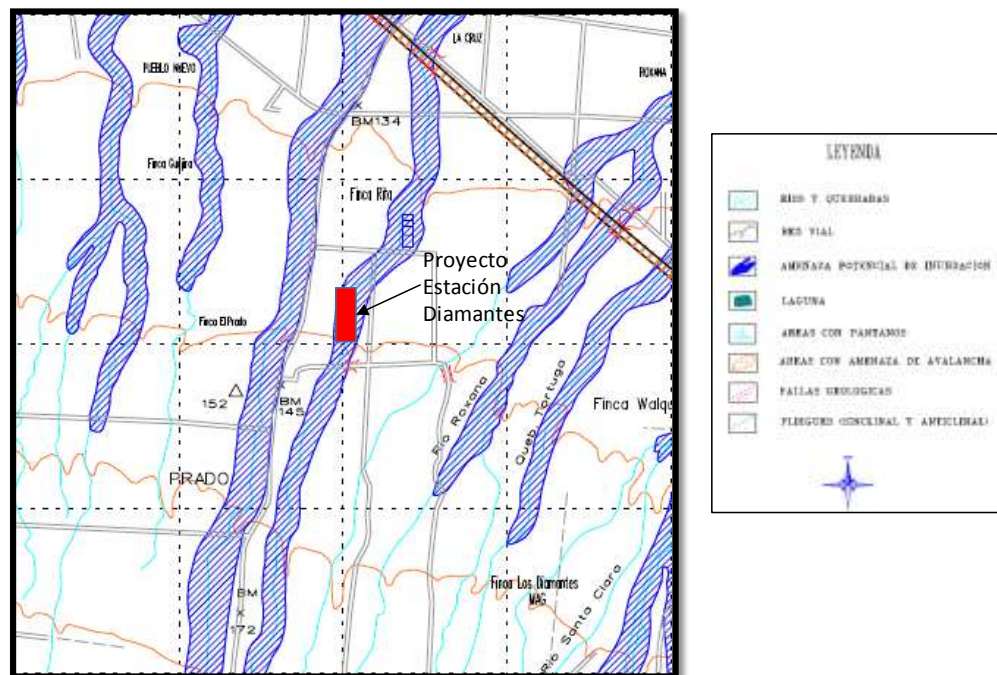 LA CRUZ
PUEBLO NUEVO
ROXANA
BM134
Finca Guijira
Finca Rita
Proyecto
Estación
Diamantes
Finca El Prado
152
BM
145
Río Roxana
Queb Tortuga
Finca Walq
PRADO
Finca Los Diamantes
MAG
BM
172
Río Santa Clara
LEYENDA
RIOS Y QUEBRADAS
RED VIAL
AMENAZA POTENCIAL DE INUNDACION
LAGUNA
AREAS CON PANTANOS
AREAS CON AMENAZA DE AVALANCHA
FALLAS GEOLOGICAS
PLIEGUES (SINCLINAL Y ANTICLINAL)